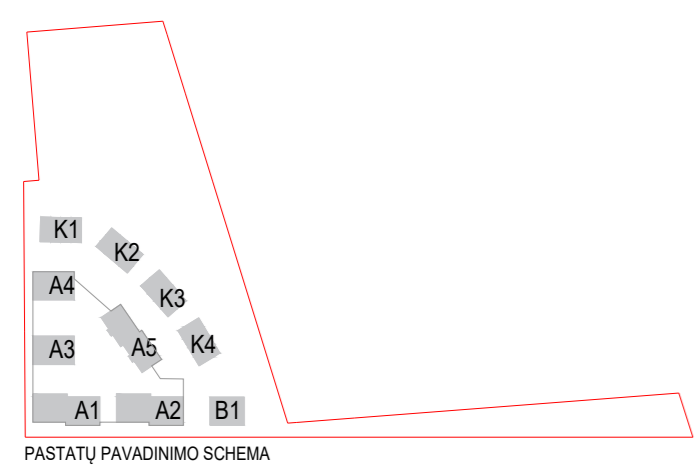 K1
K2
A4
K3
A3
A5
K4
A1
A2
B1
PASTATŲ PAVADINIMO SCHEMA